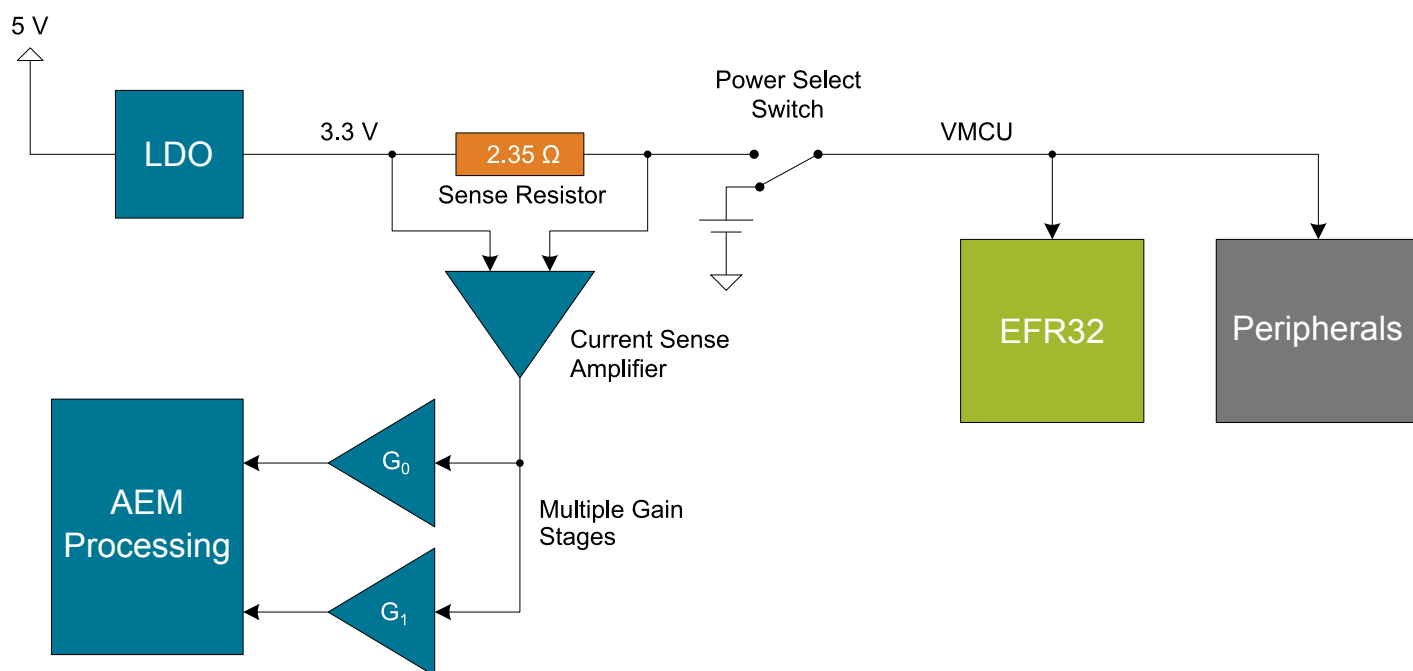 5 V
LDO
3.3 V
2.35 Ω
Sense Resistor
Power Select
Switch
VMCU
Current Sense
Amplifier
EFR32
Peripherals
AEM
Processing
G₀
Multiple Gain
Stages
G₁